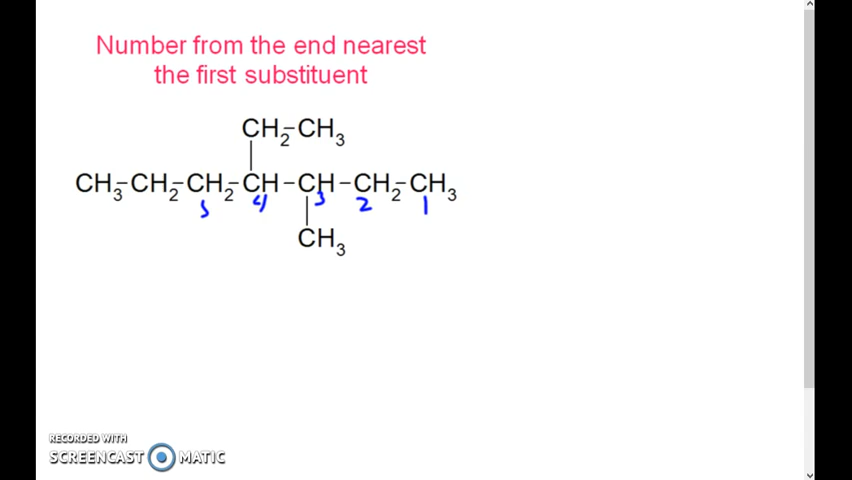 Number from the end nearest
the first substituent
CH2-CH3
CH3-CH2-CH2-CH-CH-CH2-CH3
5 4 3 2 1
CH3
RECORDED WITH
SCREENCAST MATIC